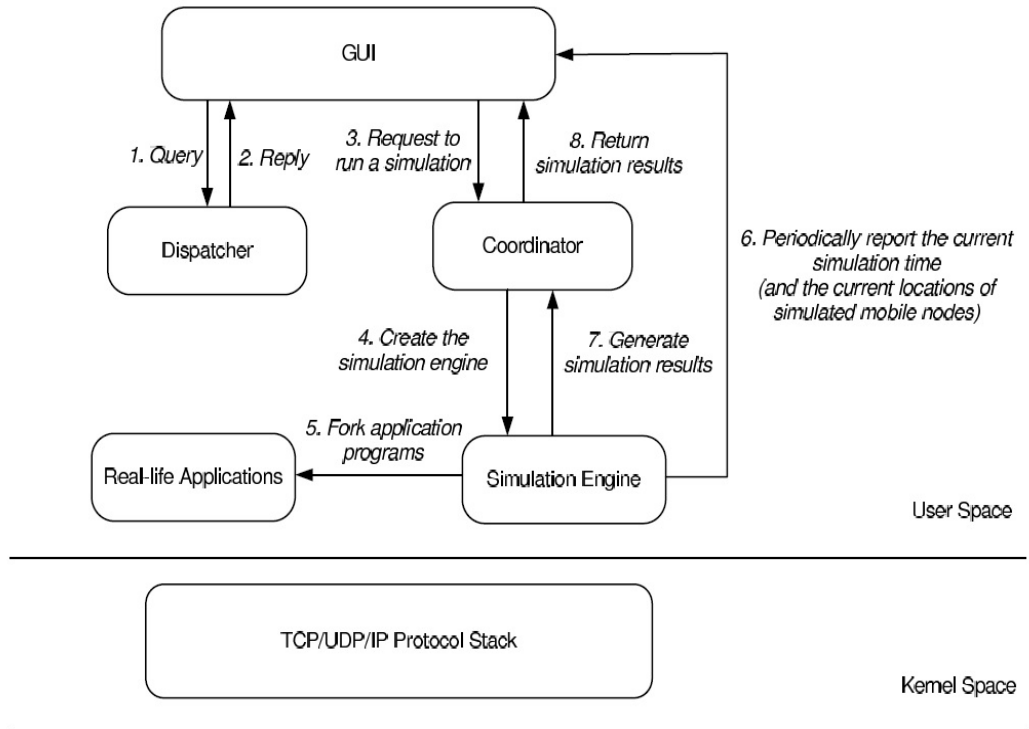 GUI
1. Query
2. Reply
3. Request to
run a simulation
8. Return
simulation results
Dispatcher
Coordinator
6. Periodically report the current
simulation time
(and the current locations of
simulated mobile nodes)
4. Create the
simulation engine
7. Generate
simulation results
5. Fork application
programs
Real-life Applications
Simulation Engine
User Space
TCP/UDP/IP Protocol Stack
Kernel Space